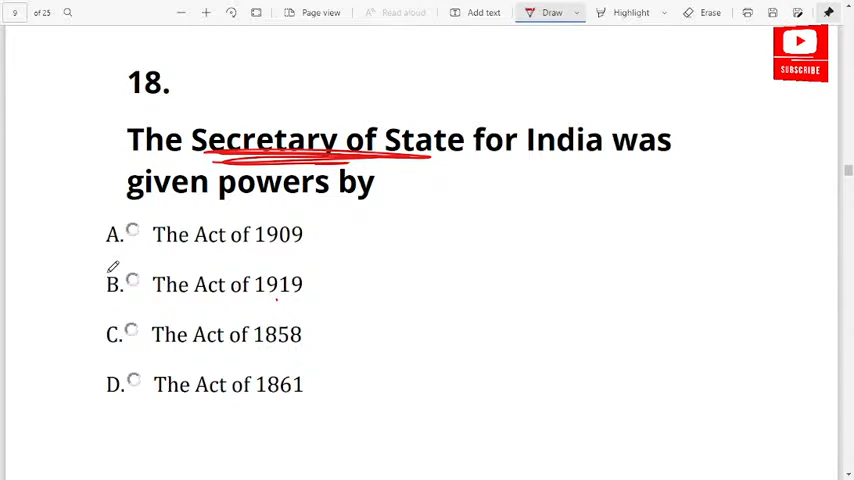 9 of 25 Page view Read aloud Add text Draw Highlight Erase
SUBSCRIBE
18.
The Secretary of State for India was
given powers by
A. The Act of 1909
B. The Act of 1919
C. The Act of 1858
D. The Act of 1861